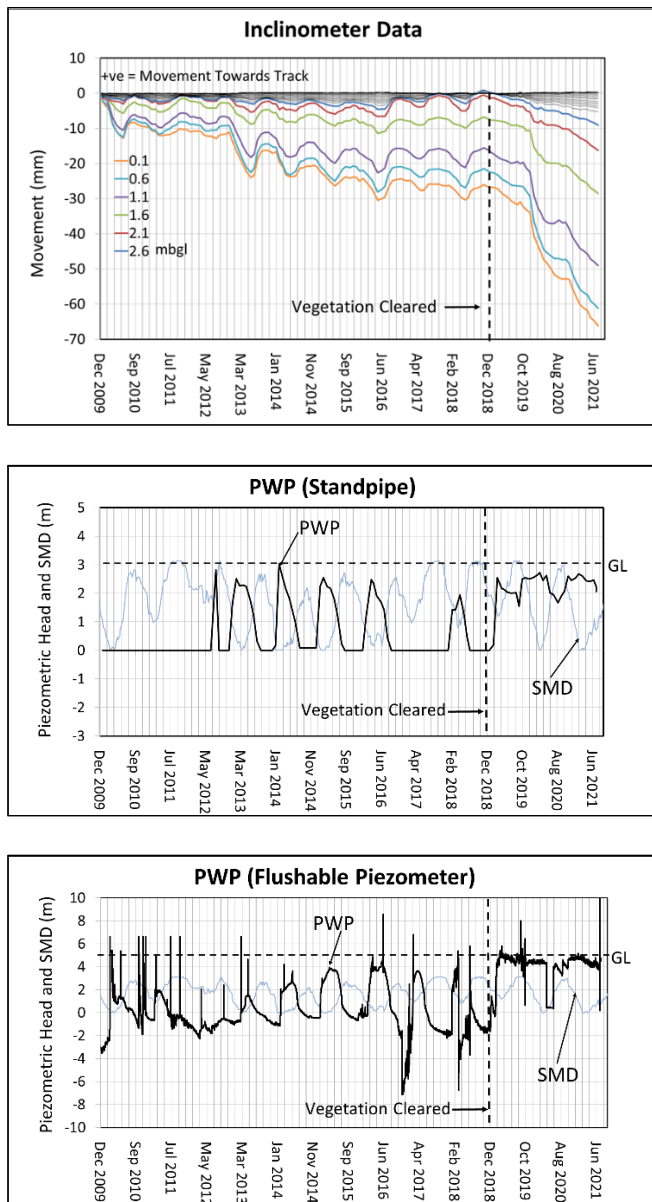 Inclinometer Data
10
+ve = Movement Towards Track
0
-10
-20
-30
-40
-50
-60
-70
Movement (mm)
0.1
0.6
1.1
1.6
2.1
2.6 mbgl
Vegetation Cleared
Dec 2009
Sep 2010
Jul 2011
May 2012
Mar 2013
Jan 2014
Nov 2014
Sep 2015
Jun 2016
Apr 2017
Feb 2018
Dec 2018
Oct 2019
Aug 2020
Jun 2021
PWP (Standpipe)
5
4
3
2
1
0
-1
-2
-3
Piezometric Head and SMD (m)
PWP
GL
SMD
Vegetation Cleared
Dec 2009
Sep 2010
Jul 2011
May 2012
Mar 2013
Jan 2014
Nov 2014
Sep 2015
Jun 2016
Apr 2017
Feb 2018
Dec 2018
Oct 2019
Aug 2020
Jun 2021
PWP (Flushable Piezometer)
10
8
6
4
2
0
-2
-4
-6
-8
-10
Piezometric Head and SMD (m)
PWP
GL
SMD
Vegetation Cleared
Dec 2009
Sep 2010
Jul 2011
May 2012
Mar 2013
Jan 2014
Nov 2014
Sep 2015
Jun 2016
Apr 2017
Feb 2018
Dec 2018
Oct 2019
Aug 2020
Jun 2021